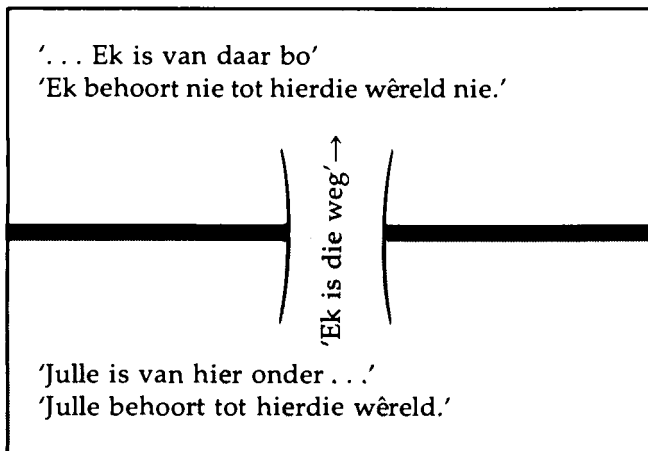 '. . . Ek is van daar bo'
'Ek behoort nie tot hierdie wêreld nie.'
'Ek is die weg'→
'Julle is van hier onder . . .'
'Julle behoort tot hierdie wêreld.'